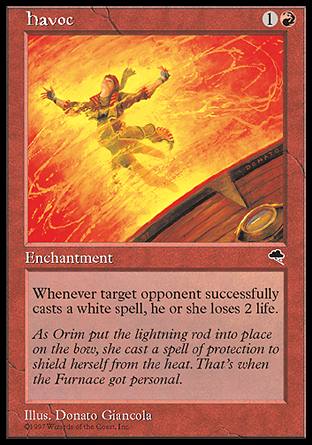 Havoc
1
DONATO
Enchantment
Whenever target opponent successfully
casts a white spell, he or she loses 2 life.
As Orim put the lightning rod into place
on the bow, she cast a spell of protection to
shield herself from the heat. That's when
the Furnace got personal.
Illus. Donato Giancola
©1997 Wizards of the Coast, Inc.